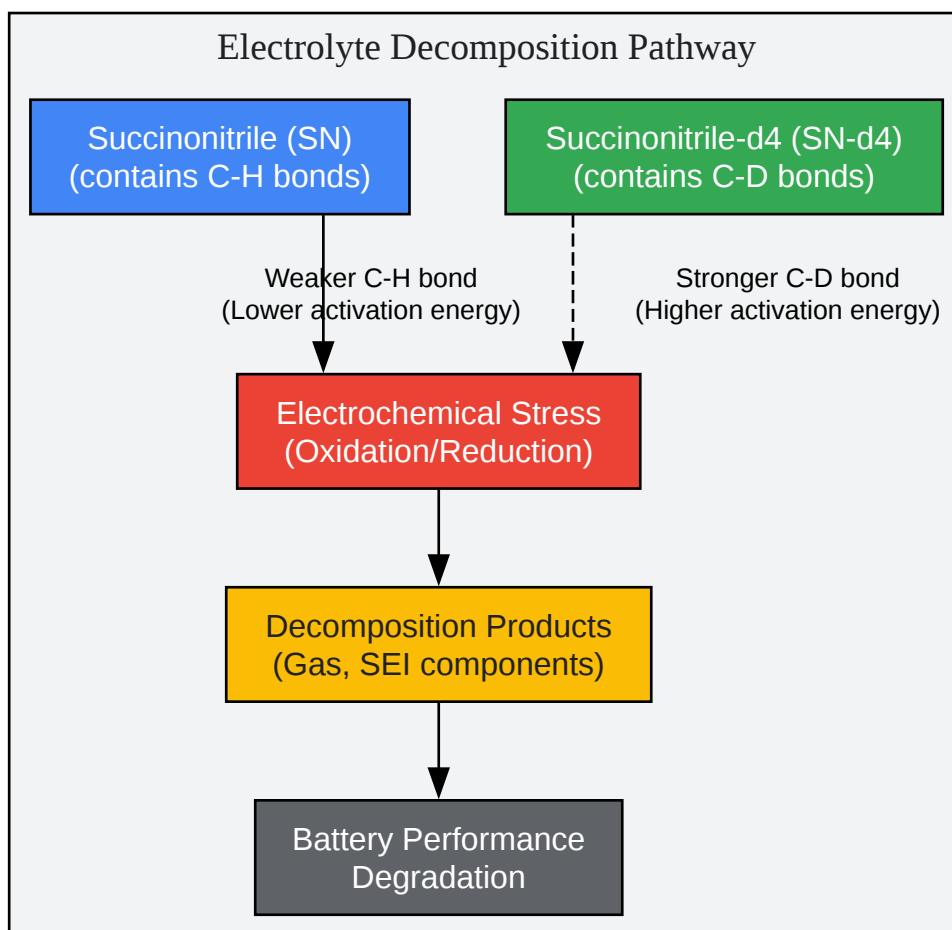 Electrolyte Decomposition Pathway
Succinonitrile (SN)
(contains C-H bonds)
Succinonitrile-d4 (SN-d4)
(contains C-D bonds)
Weaker C-H bond
(Lower activation energy)
Stronger C-D bond
(Higher activation energy)
Electrochemical Stress
(Oxidation/Reduction)
Decomposition Products
(Gas, SEI components)
Battery Performance
Degradation